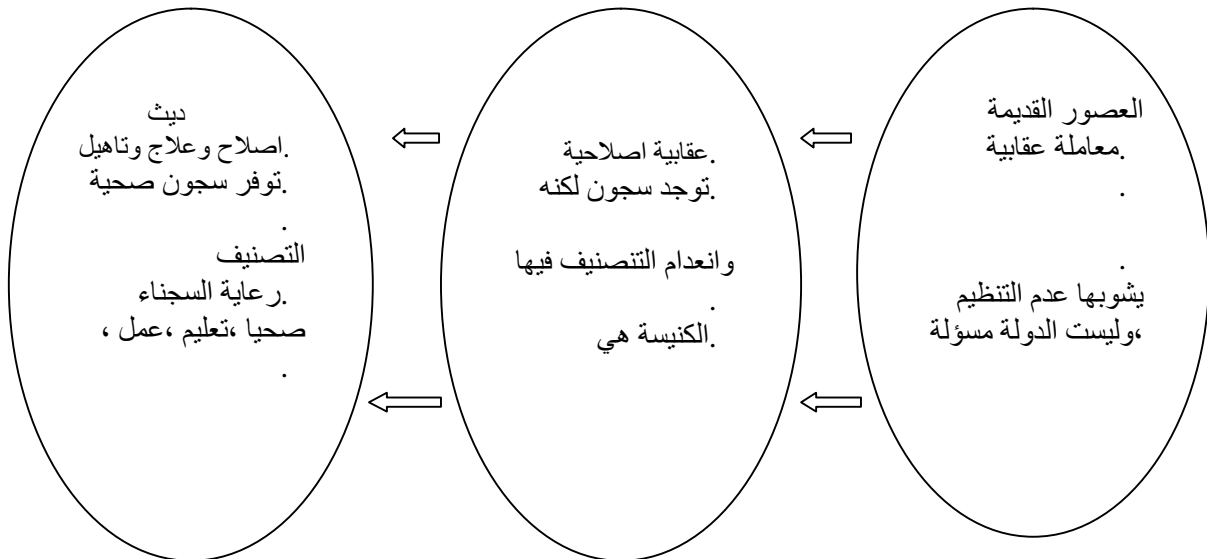 العصور القديمة
.معاملة عقابية
.
.
يشوبها عدم التنظيم
،وليست الدولة مسؤلة
.عقابية اصلاحية
.توجد سجون لكنه
وانعدام التنصنيف فيها
.
.الكنيسة هي
ديث
.اصلاح وعلاج وتاهيل
.توفر سجون صحية
.
التصنيف
.رعاية السجناء
صحيا ،تعليم ،عمل ،
.